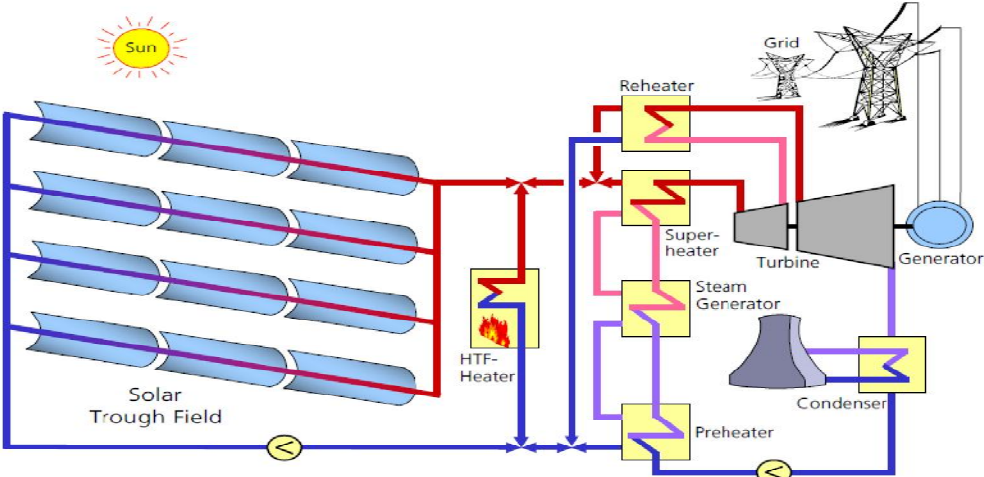 Sun
Grid
Reheater
Super-
heater
Turbine
Generator
Steam
Generator
HTF-
Heater
Solar
Trough Field
Condenser
Preheater